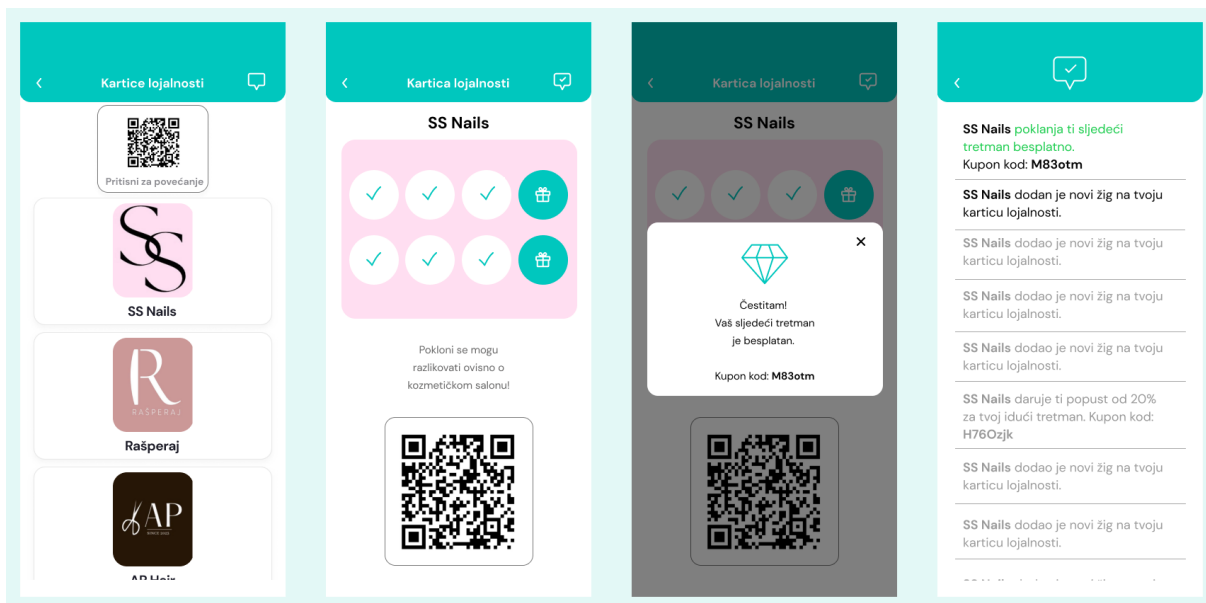 Kartice lojalnosti
Pritisni za povećanje
SS
SS Nails
R
RAŠPERAJ
Rašperaj
AP
AP Hair
Kartica lojalnosti
SS Nails
Pokloni se mogu
razlikovati ovisno o
kozmetičkom salonu!
Kartica lojalnosti
SS Nails
Čestitam!
Vaš sljedeći tretman
je besplatan.
Kupon kod: M83otm
SS Nails poklanja ti sljedeći
tretman besplatno.
Kupon kod: M83otm
SS Nails dodan je novi žig na tvoju
karticu lojalnosti.
SS Nails dodao je novi žig na tvoju
karticu lojalnosti.
SS Nails dodao je novi žig na tvoju
karticu lojalnosti.
SS Nails dodao je novi žig na tvoju
karticu lojalnosti.
SS Nails daruje ti popust od 20%
za tvoj idući tretman. Kupon kod:
H76Ozjk
SS Nails dodao je novi žig na tvoju
karticu lojalnosti.
SS Nails dodao je novi žig na tvoju
karticu lojalnosti.